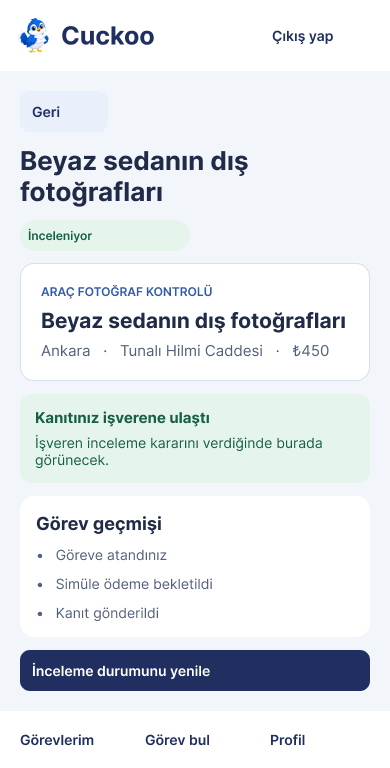 Cuckoo
Çıkış yap
Geri
Beyaz sedanın dış
fotoğrafları
İnceleniyor
ARAÇ FOTOĞRAF KONTROLÜ
Beyaz sedanın dış fotoğrafları
Ankara · Tunalı Hilmi Caddesi · ₺450
Kanıtınız işverene ulaştı
İşveren inceleme kararını verdiğinde burada
görünecek.
Görev geçmişi
• Göreve atandınız
• Simüle ödeme bekletildi
• Kanıt gönderildi
İnceleme durumunu yenile
Görevlerim
Görev bul
Profil